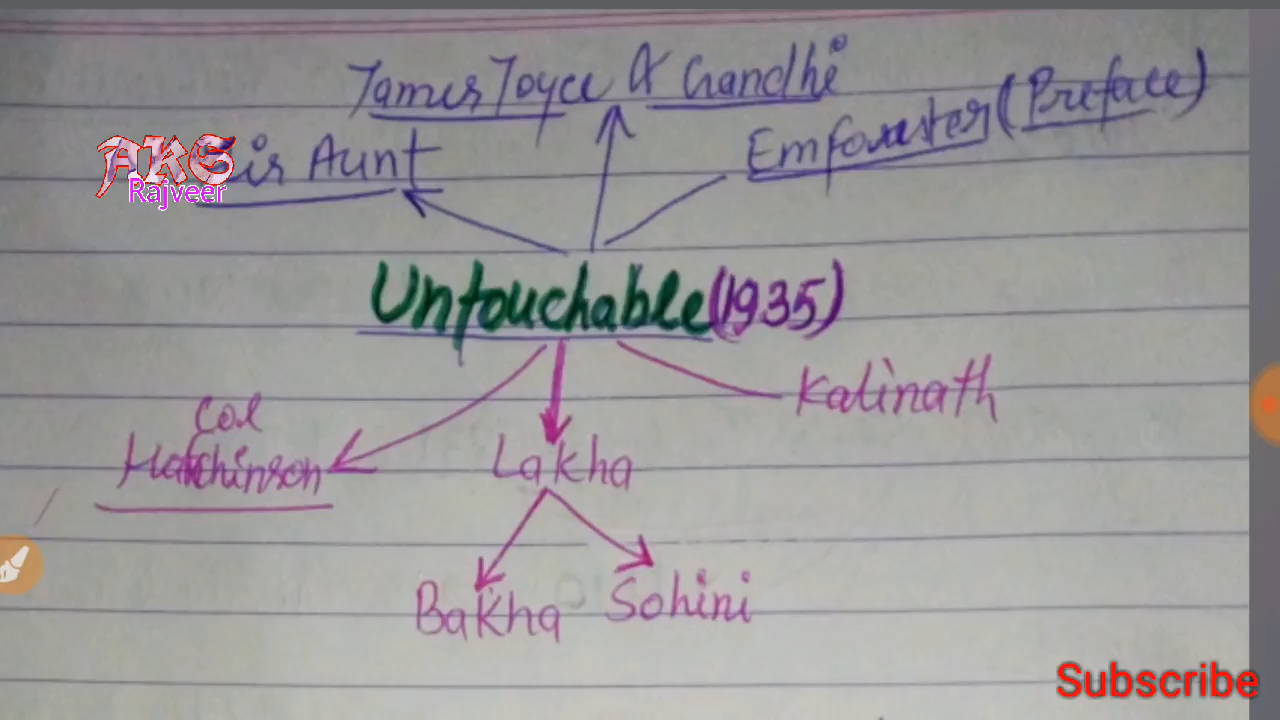 James Joyce & Gandhi
Emforster (Preface)
AKS
Rajveer
Aunt
Untouchable (1935)
Kalinath
Col
Hutchinson
Lakha
Bakha Sohini
Subscribe